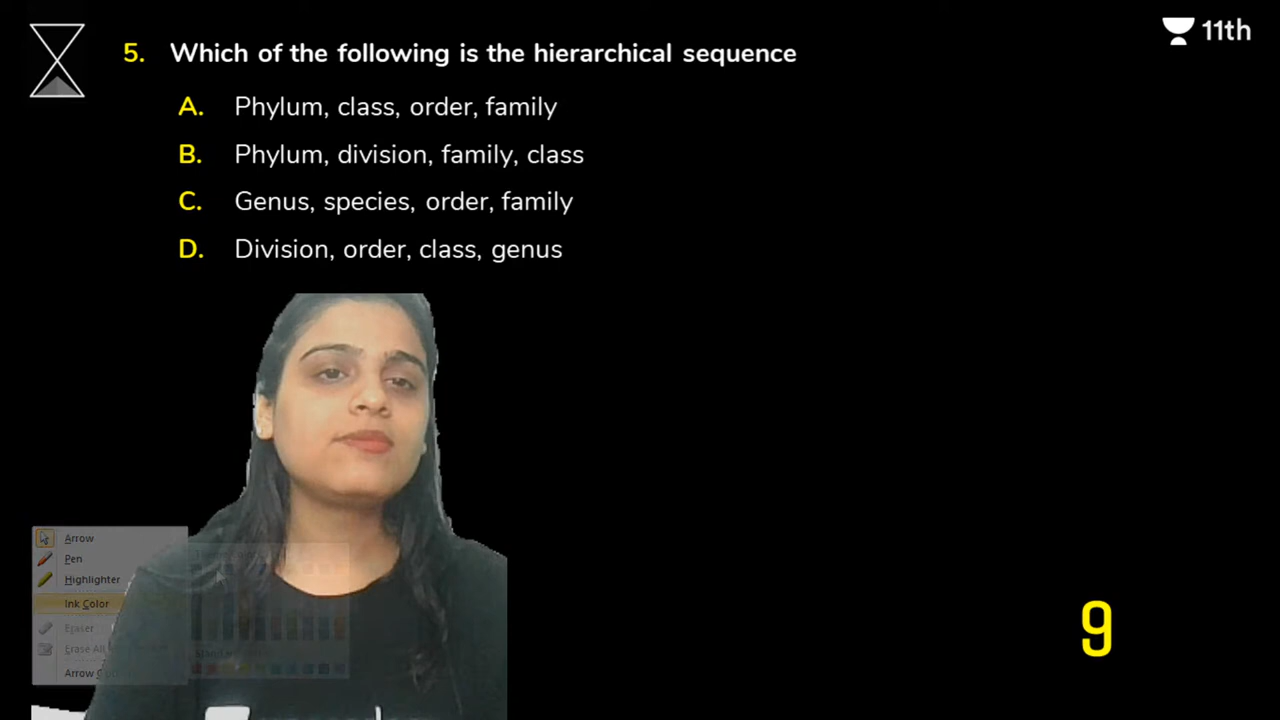 11th
5. Which of the following is the hierarchical sequence
A. Phylum, class, order, family
B. Phylum, division, family, class
C. Genus, species, order, family
D. Division, order, class, genus
Arrow
Pen
Highlighter
Ink Color
Eraser
Erase All
Arrow
9